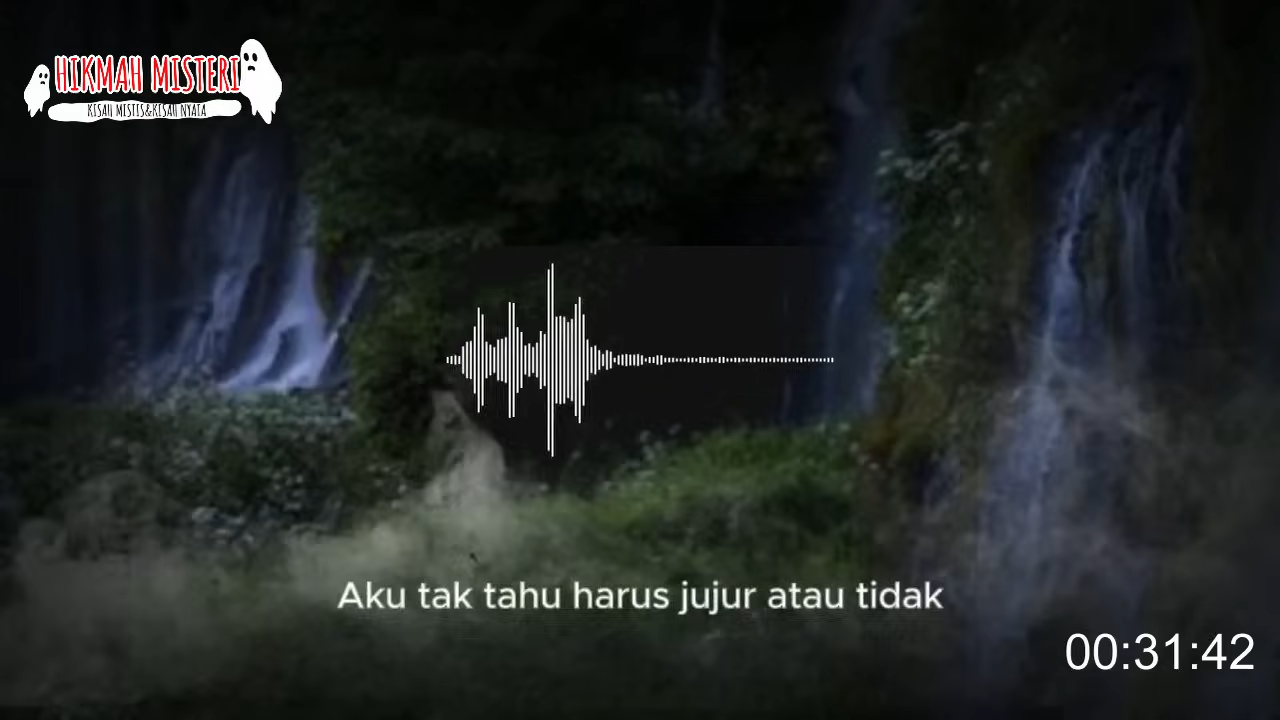 HIKMAH MISTERI
KISAH MISTIS&KISAH NYATA
Aku tak tahu harus jujur atau tidak
00:31:42